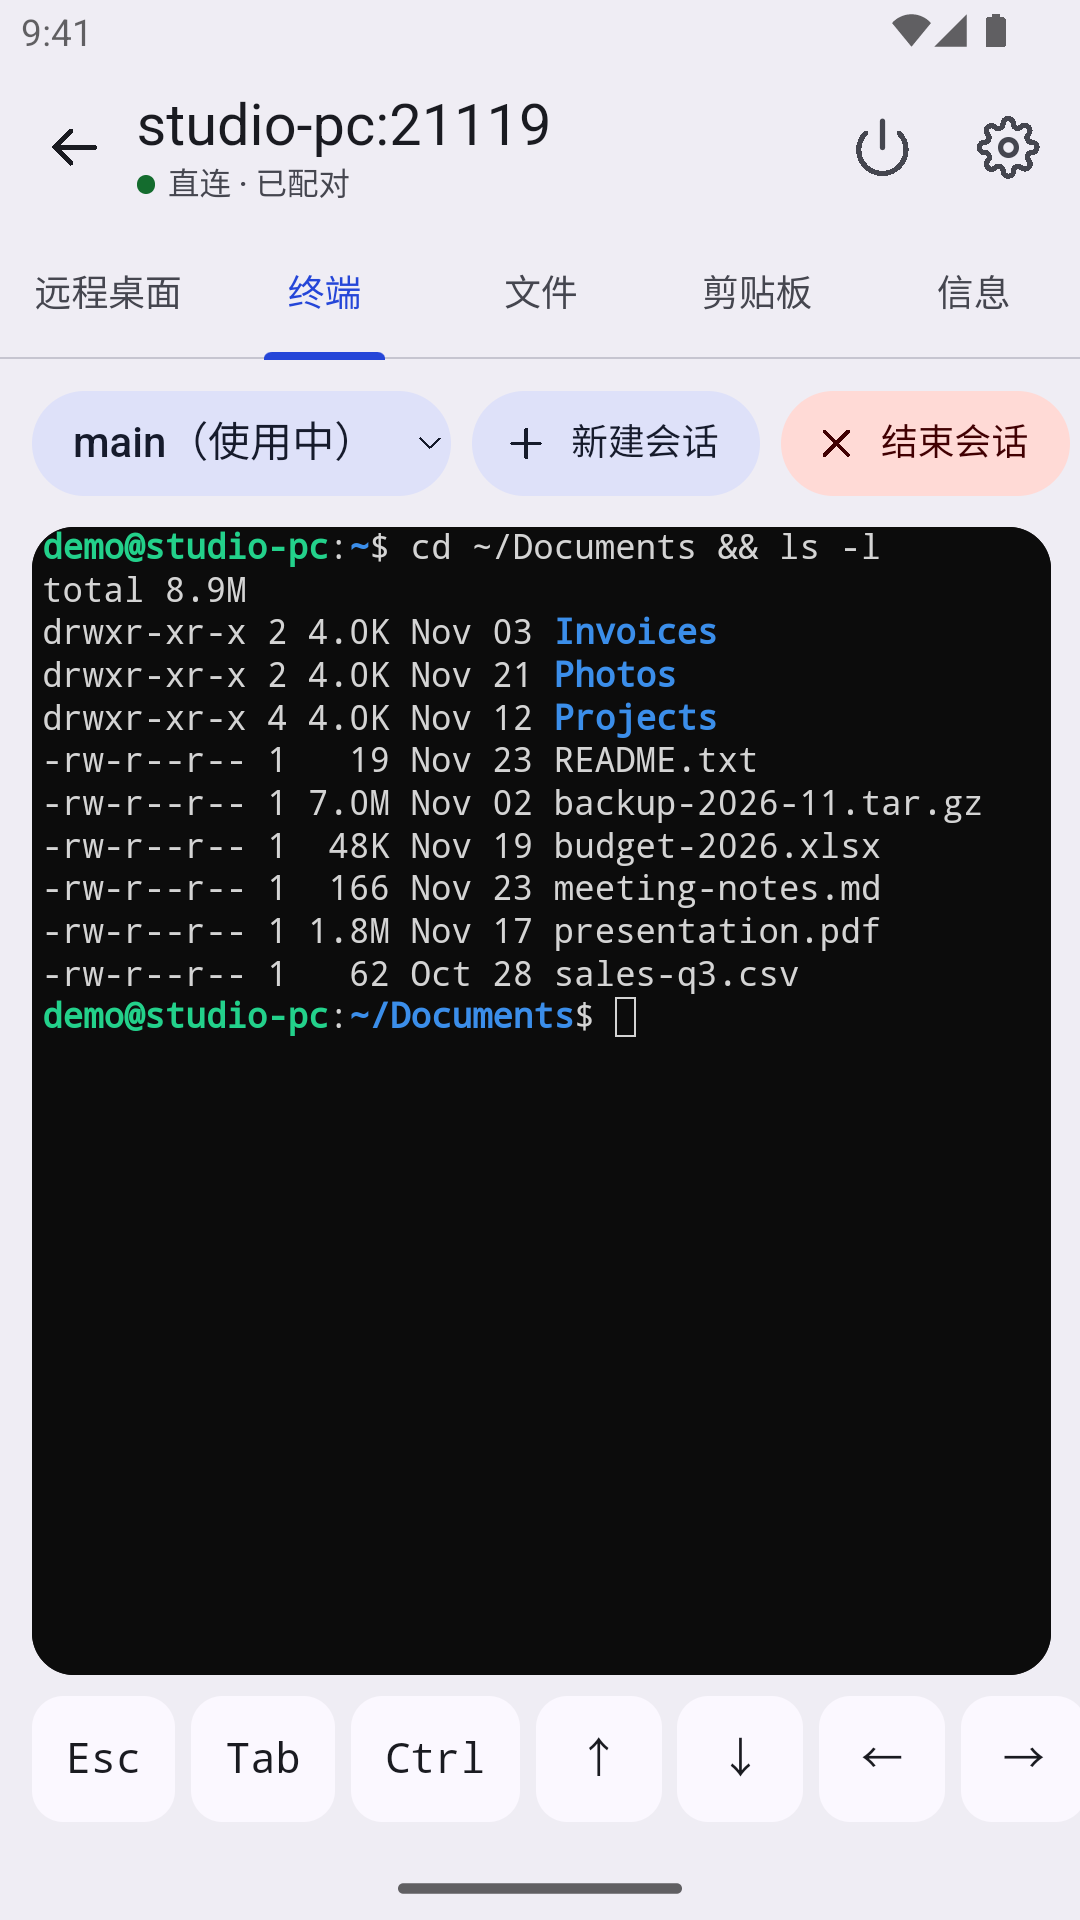 9:41
studio-pc:21119
直连 · 已配对
远程桌面 终端 文件 剪贴板 信息
main（使用中） 新建会话 结束会话
demo@studio-pc:~$ cd ~/Documents && ls -l
total 8.9M
drwxr-xr-x 2 4.0K Nov 03 Invoices
drwxr-xr-x 2 4.0K Nov 21 Photos
drwxr-xr-x 4 4.0K Nov 12 Projects
-rw-r--r-- 1   19 Nov 23 README.txt
-rw-r--r-- 1 7.0M Nov 02 backup-2026-11.tar.gz
-rw-r--r-- 1  48K Nov 19 budget-2026.xlsx
-rw-r--r-- 1  166 Nov 23 meeting-notes.md
-rw-r--r-- 1 1.8M Nov 17 presentation.pdf
-rw-r--r-- 1   62 Oct 28 sales-q3.csv
demo@studio-pc:~/Documents$
Esc Tab Ctrl ↑ ↓ ← →